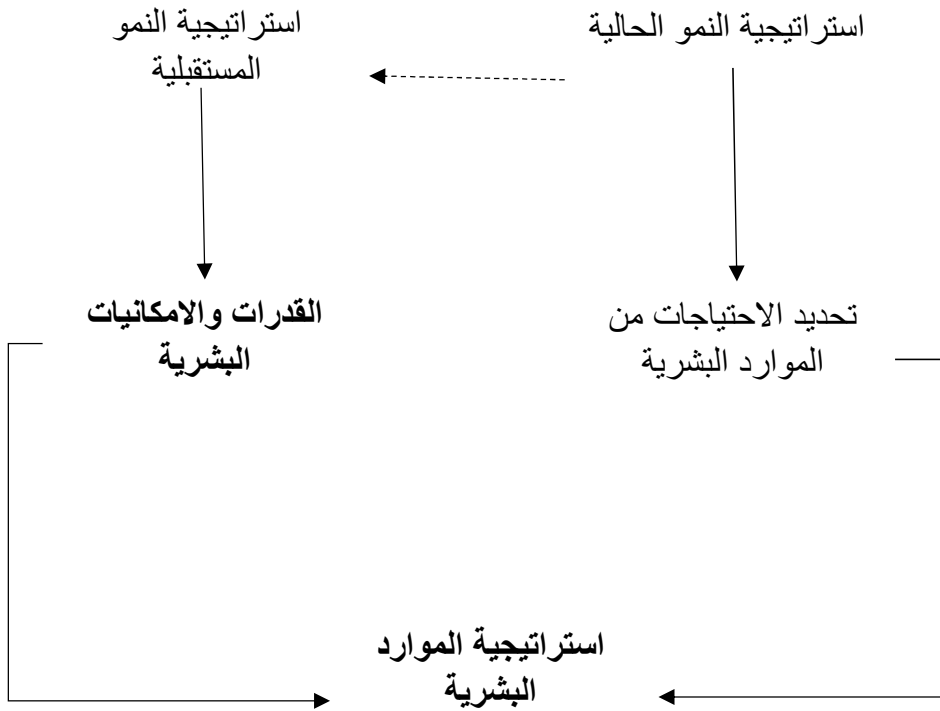 استراتيجية النمو الحالية
استراتيجية النمو
المستقبلية
تحديد الاحتياجات من
الموارد البشرية
القدرات والامكانيات
البشرية
استراتيجية الموارد
البشرية